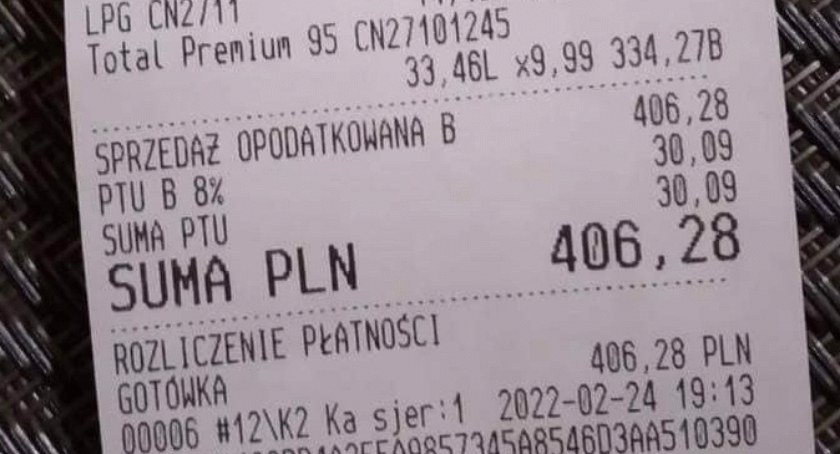 LPG CN2711
Total Premium 95 CN27101245
33,46L x9,99 334,27B
SPRZEDAŻ OPODATKOWANA B 406,28
PTU B 8% 30,09
SUMA PTU 30,09
SUMA PLN 406,28
ROZLICZENIE PŁATNOŚCI
GOTÓWKA 406,28 PLN
00006 #12\K2 Kasjer:1 2022-02-24 19:13